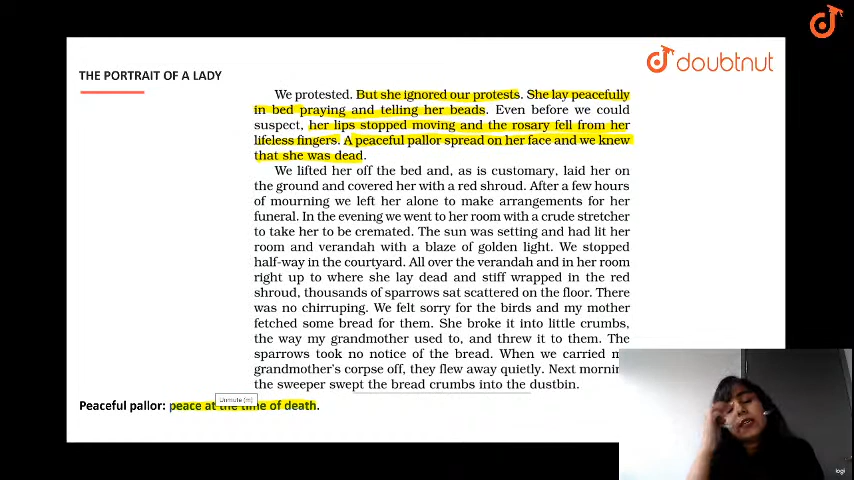 doubtnut
THE PORTRAIT OF A LADY
We protested. But she ignored our protests. She lay peacefully
in bed praying and telling her beads. Even before we could
suspect, her lips stopped moving and the rosary fell from her
lifeless fingers. A peaceful pallor spread on her face and we knew
that she was dead.
We lifted her off the bed and, as is customary, laid her on
the ground and covered her with a red shroud. After a few hours
of mourning we left her alone to make arrangements for her
funeral. In the evening we went to her room with a crude stretcher
to take her to be cremated. The sun was setting and had lit her
room and verandah with a blaze of golden light. We stopped
half-way in the courtyard. All over the verandah and in her room
right up to where she lay dead and stiff wrapped in the red
shroud, thousands of sparrows sat scattered on the floor. There
was no chirruping. We felt sorry for the birds and my mother
fetched some bread for them. She broke it into little crumbs,
the way my grandmother used to, and threw it to them. The
sparrows took no notice of the bread. When we carried
grandmother's corpse off, they flew away quietly. Next
the sweeper swept the bread crumbs into the dustbin.
Unmute (m)
Peaceful pallor: peace at the time of death.
logi